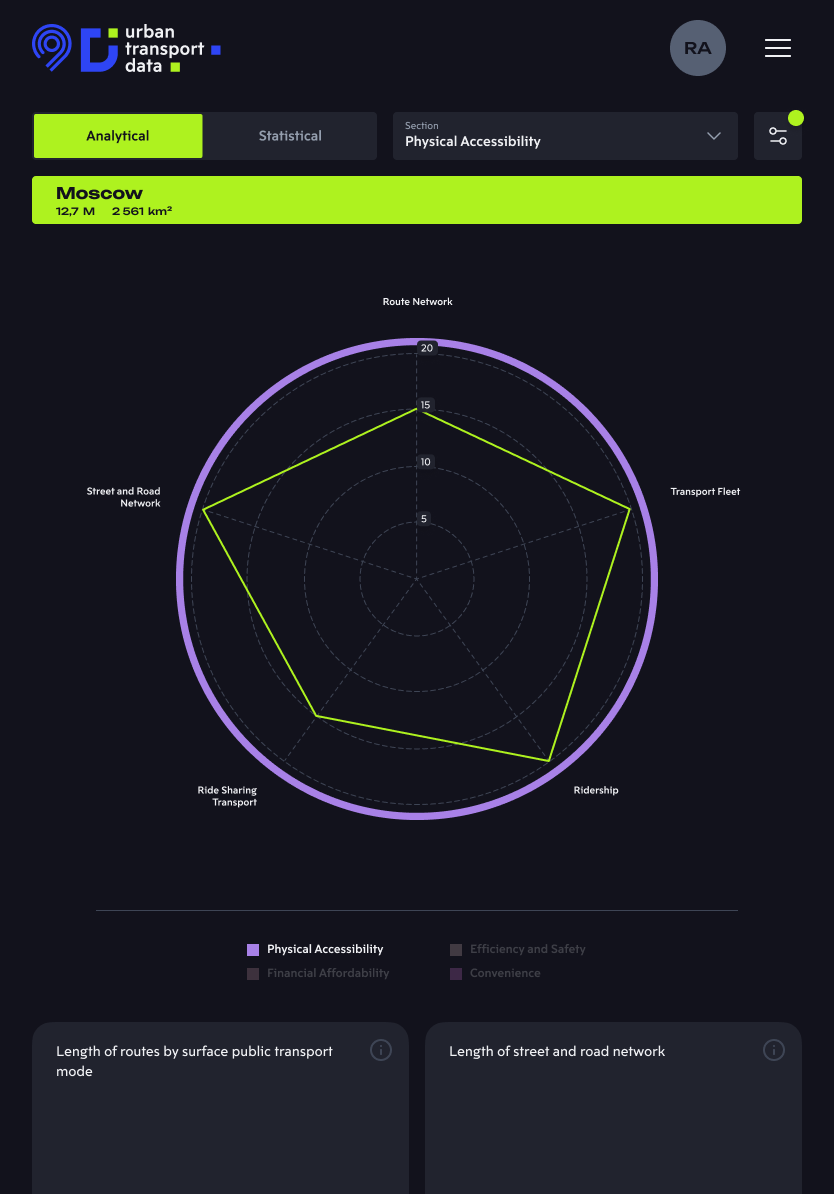 urban
transport
data
RA
Analytical
Statistical
Section
Physical Accessibility
Moscow
12,7 M 2 561 km²
Route Network
20
15
10
5
Street and Road
Network
Transport Fleet
Ride Sharing
Transport
Ridership
Physical Accessibility
Efficiency and Safety
Financial Affordability
Convenience
Length of routes by surface public transport
mode
Length of street and road network